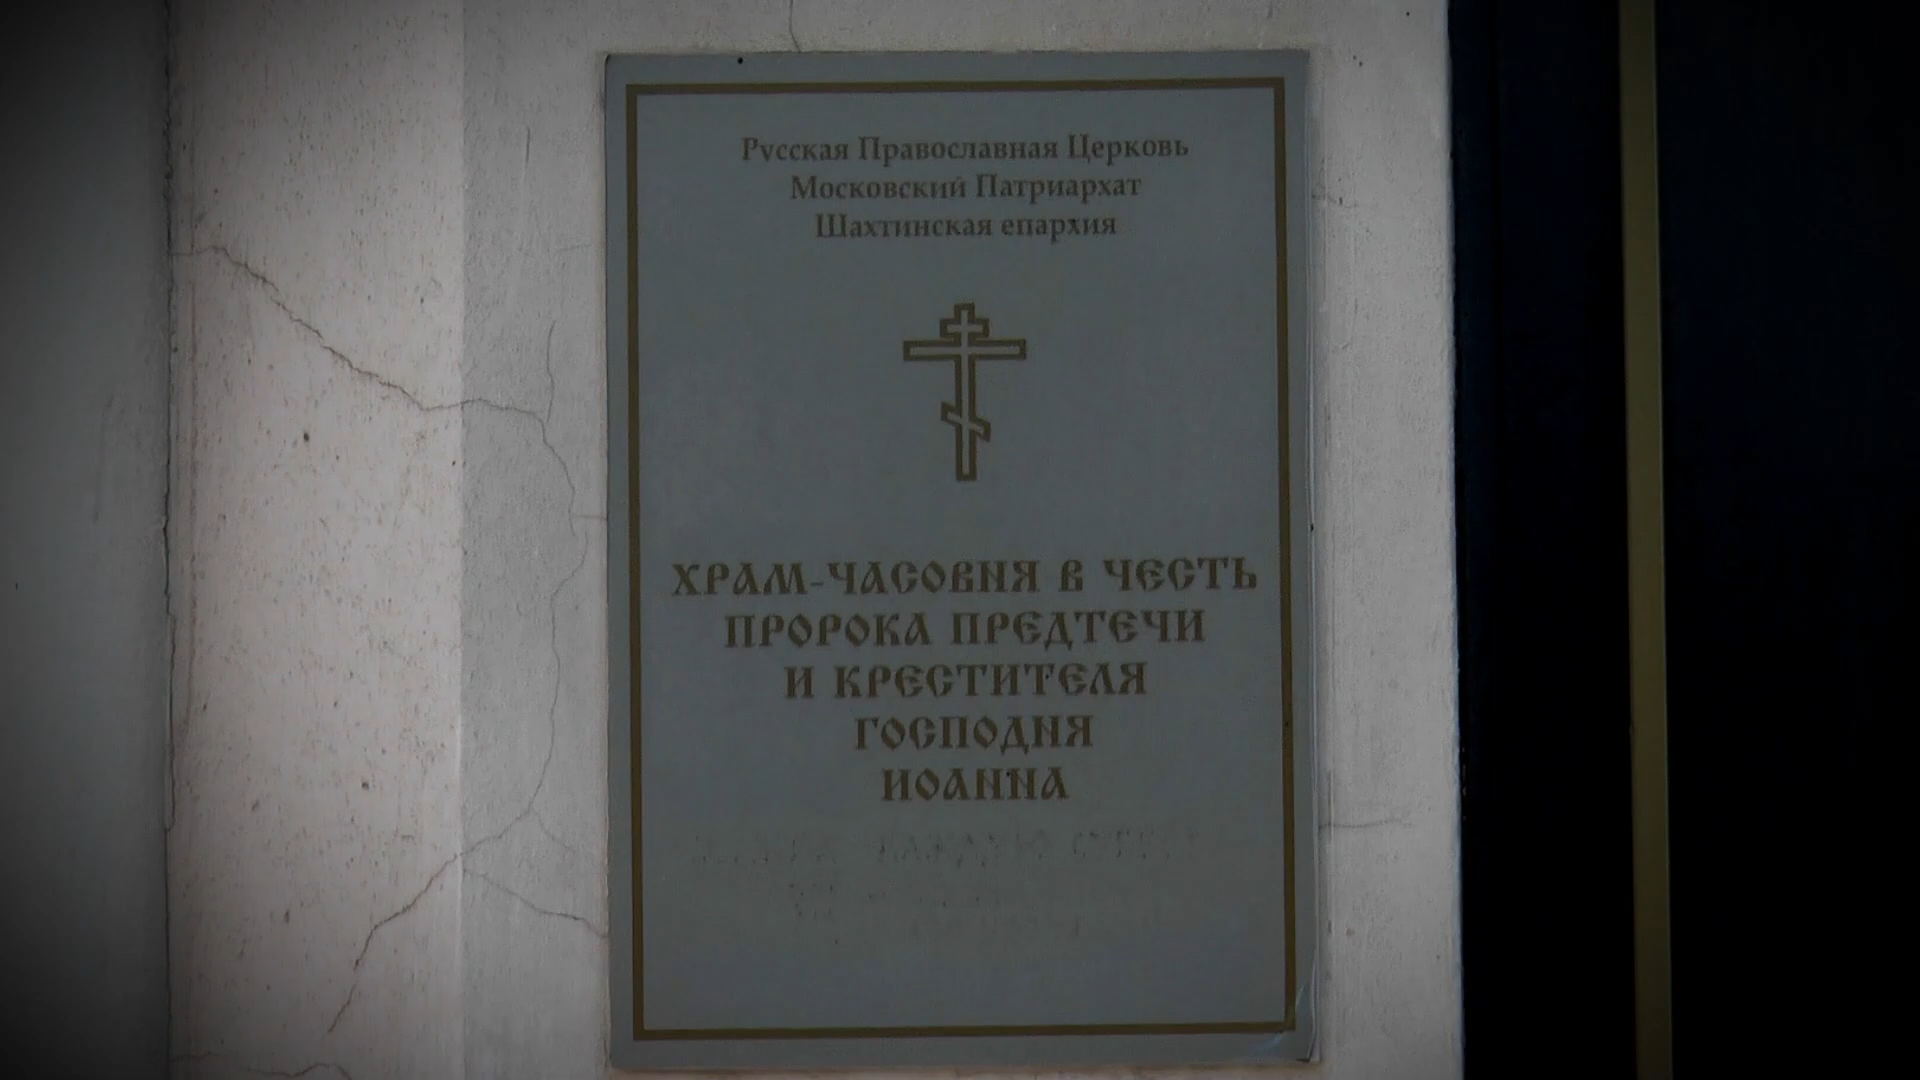 Русская Православная Церковь
Московский Патриархат
Шахтинская епархия
ХРАМ-ЧАСОВНЯ В ЧЕСТЬ
ПРОРОКА ПРЕДТЕЧИ
И КРЕСТИТЕЛЯ
ГОСПОДНЯ
ИОАННА